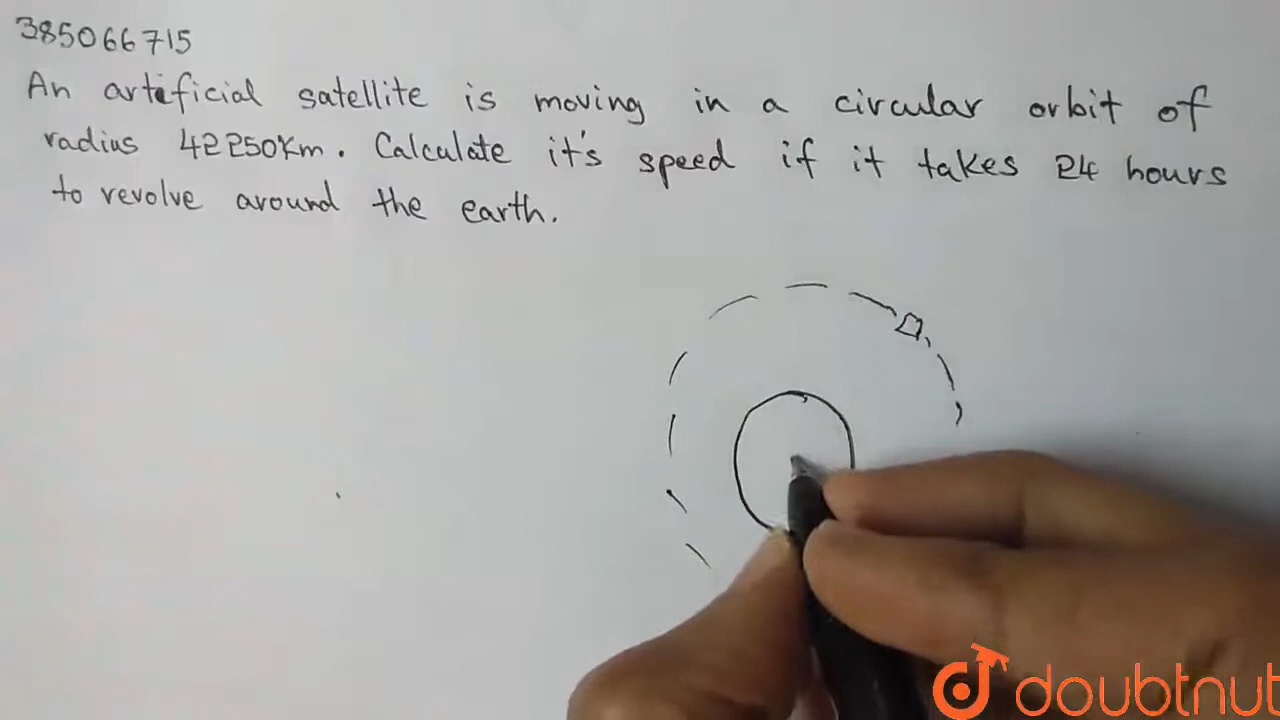 385066715
An artificial satellite is moving in a circular orbit of
radius 42250Km. Calculate it's speed if it takes 24 hours
to revolve around the earth.
doubtnut